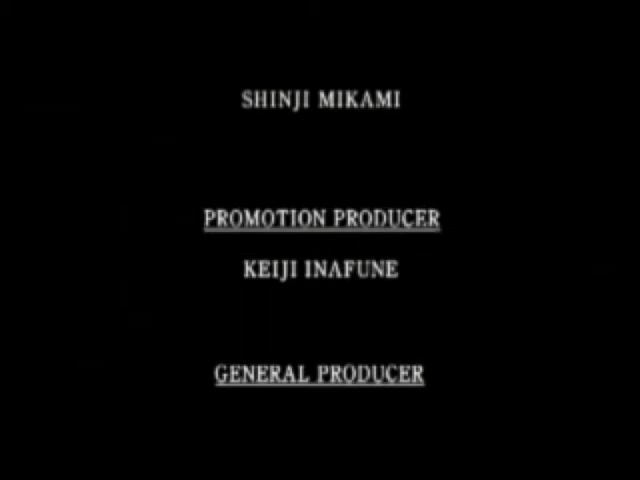 SHINJI MIKAMI
PROMOTION PRODUCER
KEIJI INAFUNE
GENERAL PRODUCER